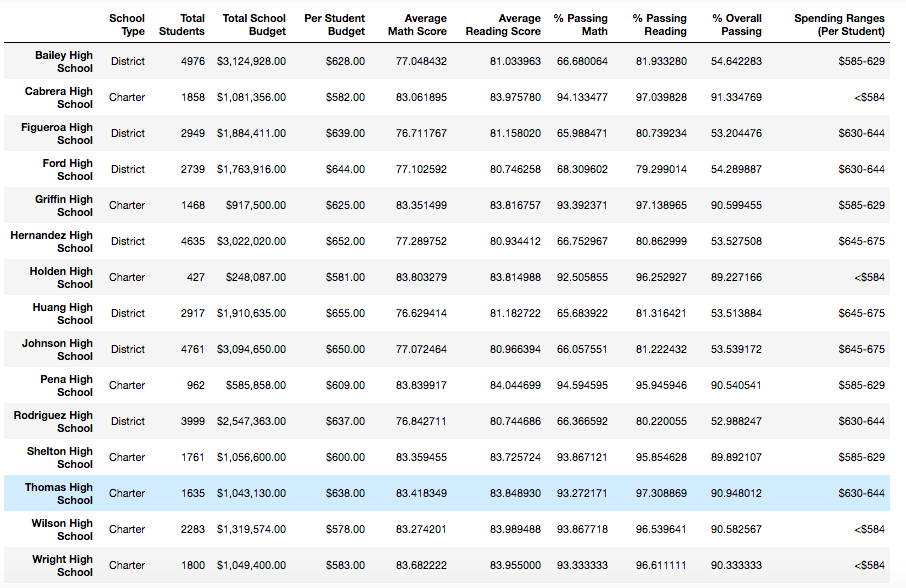 School Type Total Students Total School Budget Per Student Budget Average Math Score Average Reading Score % Passing Math % Passing Reading % Overall Passing Spending Ranges (Per Student)
Bailey High School District 4976 $3,124,928.00 $628.00 77.048432 81.033963 66.680064 81.933280 54.642283 $585-629
Cabrera High School Charter 1858 $1,081,356.00 $582.00 83.061895 83.975780 94.133477 97.039828 91.334769 <$584
Figueroa High School District 2949 $1,884,411.00 $639.00 76.711767 81.158020 65.988471 80.739234 53.204476 $630-644
Ford High School District 2739 $1,763,916.00 $644.00 77.102592 80.746258 68.309602 79.299014 54.289887 $630-644
Griffin High School Charter 1468 $917,500.00 $625.00 83.351499 83.816757 93.392371 97.138965 90.599455 $585-629
Hernandez High School District 4635 $3,022,020.00 $652.00 77.289752 80.934412 66.752967 80.862999 53.527508 $645-675
Holden High School Charter 427 $248,087.00 $581.00 83.803279 83.814988 92.505855 96.252927 89.227166 <$584
Huang High School District 2917 $1,910,635.00 $655.00 76.629414 81.182722 65.683922 81.316421 53.513884 $645-675
Johnson High School District 4761 $3,094,650.00 $650.00 77.072464 80.966394 66.057551 81.222432 53.539172 $645-675
Pena High School Charter 962 $585,858.00 $609.00 83.839917 84.044699 94.594595 95.945946 90.540541 $585-629
Rodriguez High School District 3999 $2,547,363.00 $637.00 76.842711 80.744686 66.366592 80.220055 52.988247 $630-644
Shelton High School Charter 1761 $1,056,600.00 $600.00 83.359455 83.725724 93.867121 95.854628 89.892107 $585-629
Thomas High School Charter 1635 $1,043,130.00 $638.00 83.418349 83.848930 93.272171 97.308869 90.948012 $630-644
Wilson High School Charter 2283 $1,319,574.00 $578.00 83.274201 83.989488 93.867718 96.539641 90.582567 <$584
Wright High School Charter 1800 $1,049,400.00 $583.00 83.682222 83.955000 93.333333 96.611111 90.333333 <$584